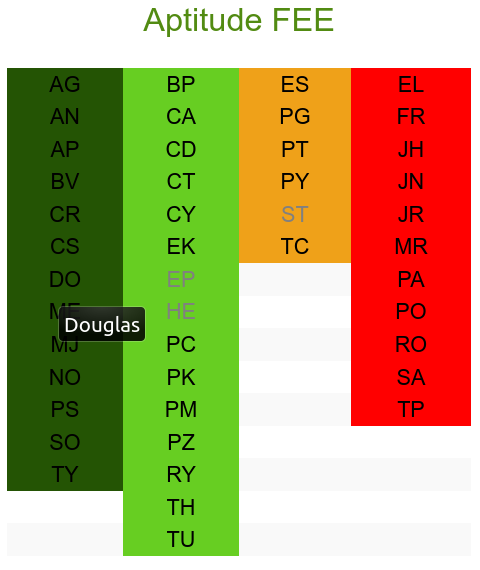 Aptitude FEE
AG BP ES EL
AN CA PG FR
AP CD PT JH
BV CT PY JN
CR CY ST JR
CS EK TC MR
DO EP PA
HE PO
Douglas
MJ PC RO
NO PK SA
PS PM TP
SO PZ
TY RY
TH
TU